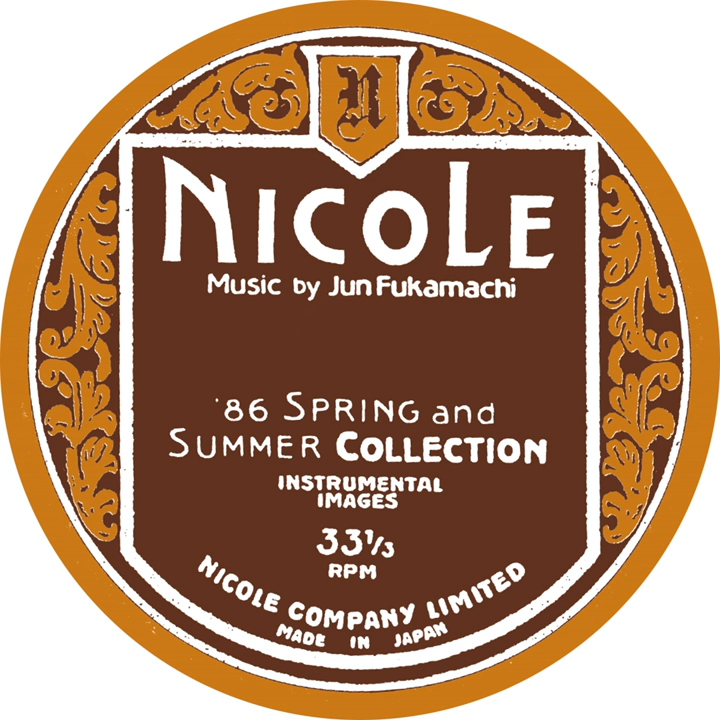 N
NICOLE
Music by Jun Fukamachi
'86 SPRING and
SUMMER COLLECTION
INSTRUMENTAL
IMAGES
33⅓
RPM
NICOLE COMPANY LIMITED
MADE IN JAPAN